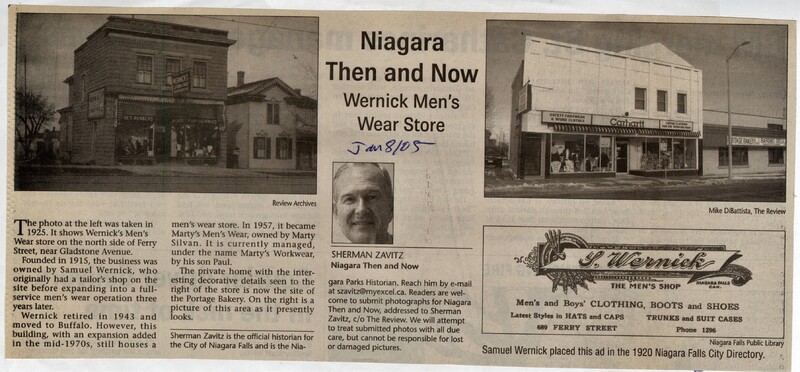 Niagara
Then and Now
Wernick Men's
Wear Store
Jan 8/05
Review Archives
The photo at the left was taken in
1925. It shows Wernick's Men's
Wear store on the north side of Ferry
Street, near Gladstone Avenue.
Founded in 1915, the business was
owned by Samuel Wernick, who
originally had a tailor's shop on the
site before expanding into a full-
service men's wear operation three
years later.
Wernick retired in 1943 and
moved to Buffalo. However, this
building, with an expansion added
in the mid-1970s, still houses a
men's wear store. In 1957, it became
Marty's Men's Wear, owned by Marty
Silvan. It is currently managed,
under the name Marty's Workwear,
by his son Paul.
The private home with the inter-
esting decorative details seen to the
right of the store is now the site of
the Portage Bakery. On the right is a
picture of this area as it presently
looks.
Sherman Zavitz is the official historian for
the City of Niagara Falls and is the Nia-
SHERMAN ZAVITZ
Niagara Then and Now
gara Parks Historian. Reach him by e-mail
at szavitz@myexcel.ca. Readers are wel-
come to submit photographs for Niagara
Then and Now, addressed to Sherman
Zavitz, c/o The Review. We will attempt
to treat submitted photos with all due
care, but cannot be responsible for lost
or damaged pictures.
SAFETY FOOTWEAR
& WORK CLOTHES
Carhartt
Mike DiBattista, The Review
S. Wernick
THE MEN'S SHOP
NIAGARA FALLS
CAN.
Men's and Boys' CLOTHING, BOOTS and SHOES
Latest Styles in HATS and CAPS
TRUNKS and SUIT CASES
689 FERRY STREET
Phone 1296
Niagara Falls Public Library
Samuel Wernick placed this ad in the 1920 Niagara Falls City Directory.